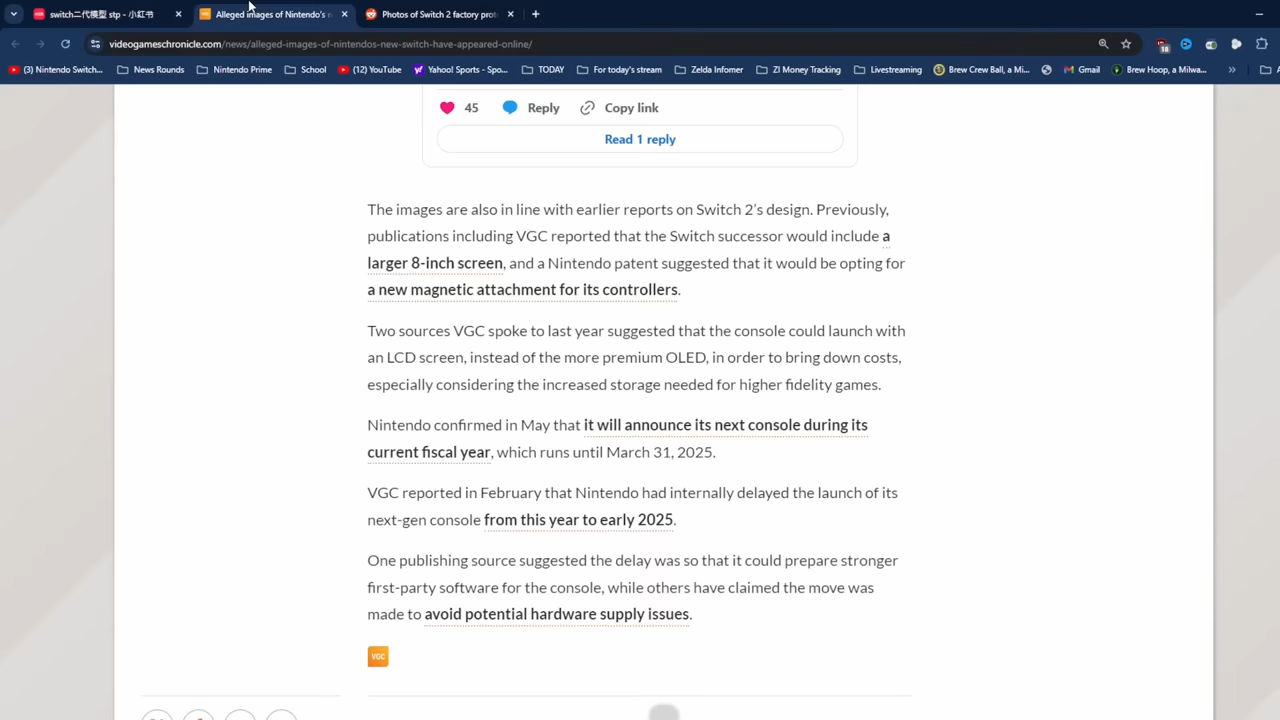 switch二代模型 stp - 小红书
Alleged images of Nintendo's n
Photos of Switch 2 factory prot
videogameschronicle.com/news/alleged-images-of-nintendos-new-switch-have-appeared-online/
18
(3) Nintendo Switch...
News Rounds
Nintendo Prime
School
(12) YouTube
Yahoo! Sports - Spo...
TODAY
For today's stream
Zelda Infomer
ZI Money Tracking
Livestreaming
Brew Crew Ball, a Mi...
Gmail
Brew Hoop, a Milwa...
45 Reply Copy link
Read 1 reply
The images are also in line with earlier reports on Switch 2's design. Previously,
publications including VGC reported that the Switch successor would include a
larger 8-inch screen, and a Nintendo patent suggested that it would be opting for
a new magnetic attachment for its controllers.
Two sources VGC spoke to last year suggested that the console could launch with
an LCD screen, instead of the more premium OLED, in order to bring down costs,
especially considering the increased storage needed for higher fidelity games.
Nintendo confirmed in May that it will announce its next console during its
current fiscal year, which runs until March 31, 2025.
VGC reported in February that Nintendo had internally delayed the launch of its
next-gen console from this year to early 2025.
One publishing source suggested the delay was so that it could prepare stronger
first-party software for the console, while others have claimed the move was
made to avoid potential hardware supply issues.
VGC